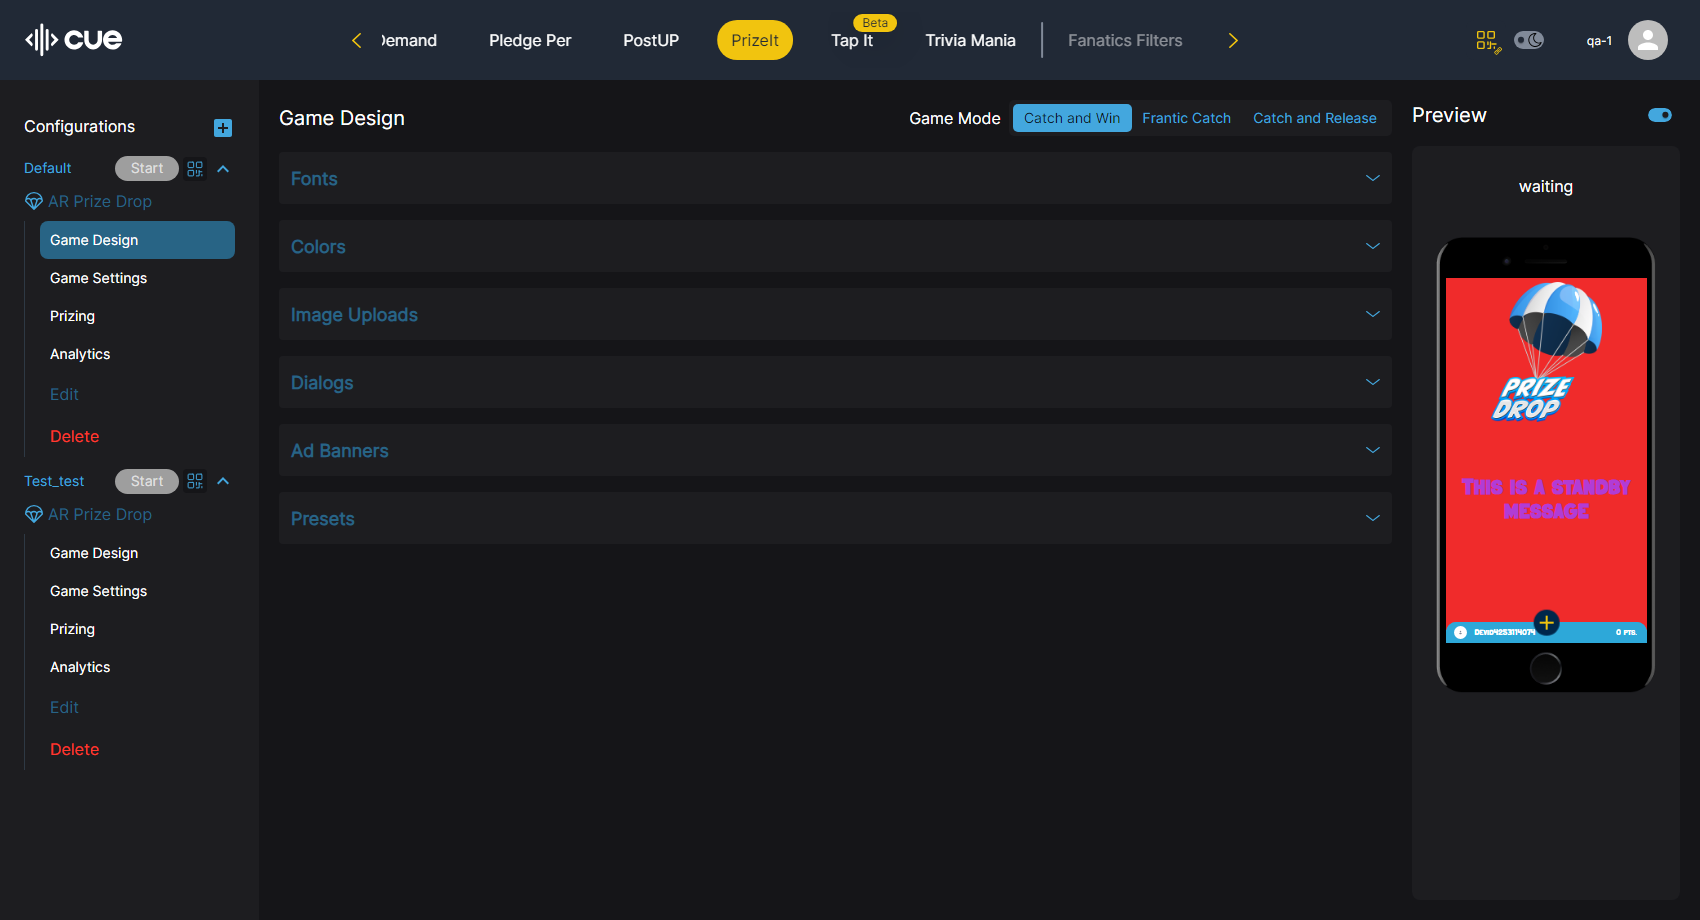 cue
Demand
Pledge Per
PostUP
PrizeIt
Beta
Tap It
Trivia Mania
Fanatics Filters
qa-1
Configurations
Default
Start
AR Prize Drop
Game Design
Game Settings
Prizing
Analytics
Edit
Delete
Test_test
Start
AR Prize Drop
Game Design
Game Settings
Prizing
Analytics
Edit
Delete
Game Design
Game Mode
Catch and Win
Frantic Catch
Catch and Release
Fonts
Colors
Image Uploads
Dialogs
Ad Banners
Presets
Preview
waiting
PRIZE
DROP
This is a standby
message
0 pts.